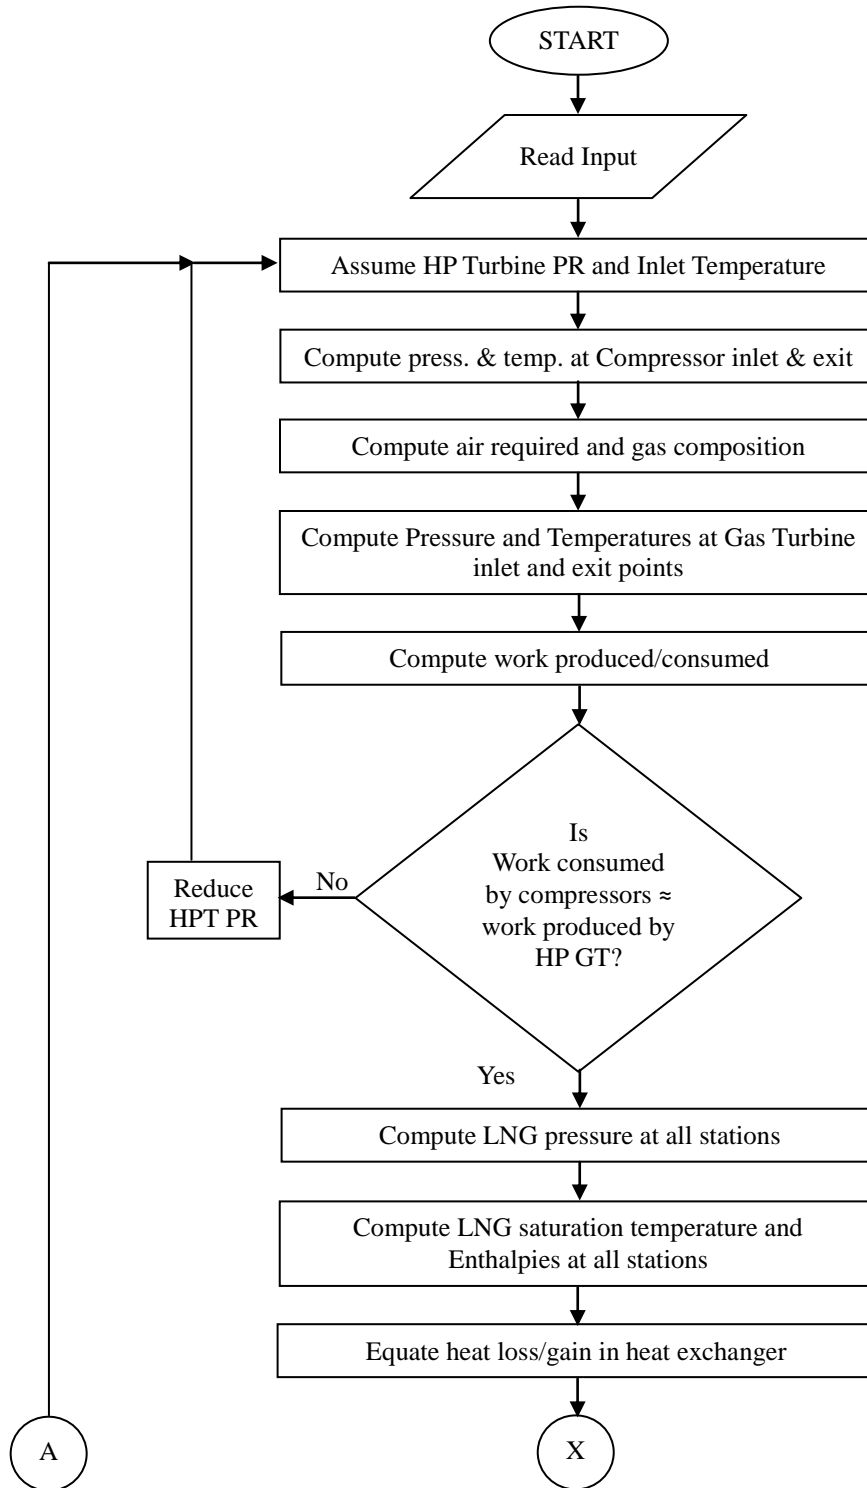 START
Read Input
Assume HP Turbine PR and Inlet Temperature
Compute press. & temp. at Compressor inlet & exit
Compute air required and gas composition
Compute Pressure and Temperatures at Gas Turbine
inlet and exit points
Compute work produced/consumed
Is
Work consumed
by compressors ≈
work produced by
HP GT?
No
Reduce
HPT PR
Yes
Compute LNG pressure at all stations
Compute LNG saturation temperature and
Enthalpies at all stations
Equate heat loss/gain in heat exchanger
A
X